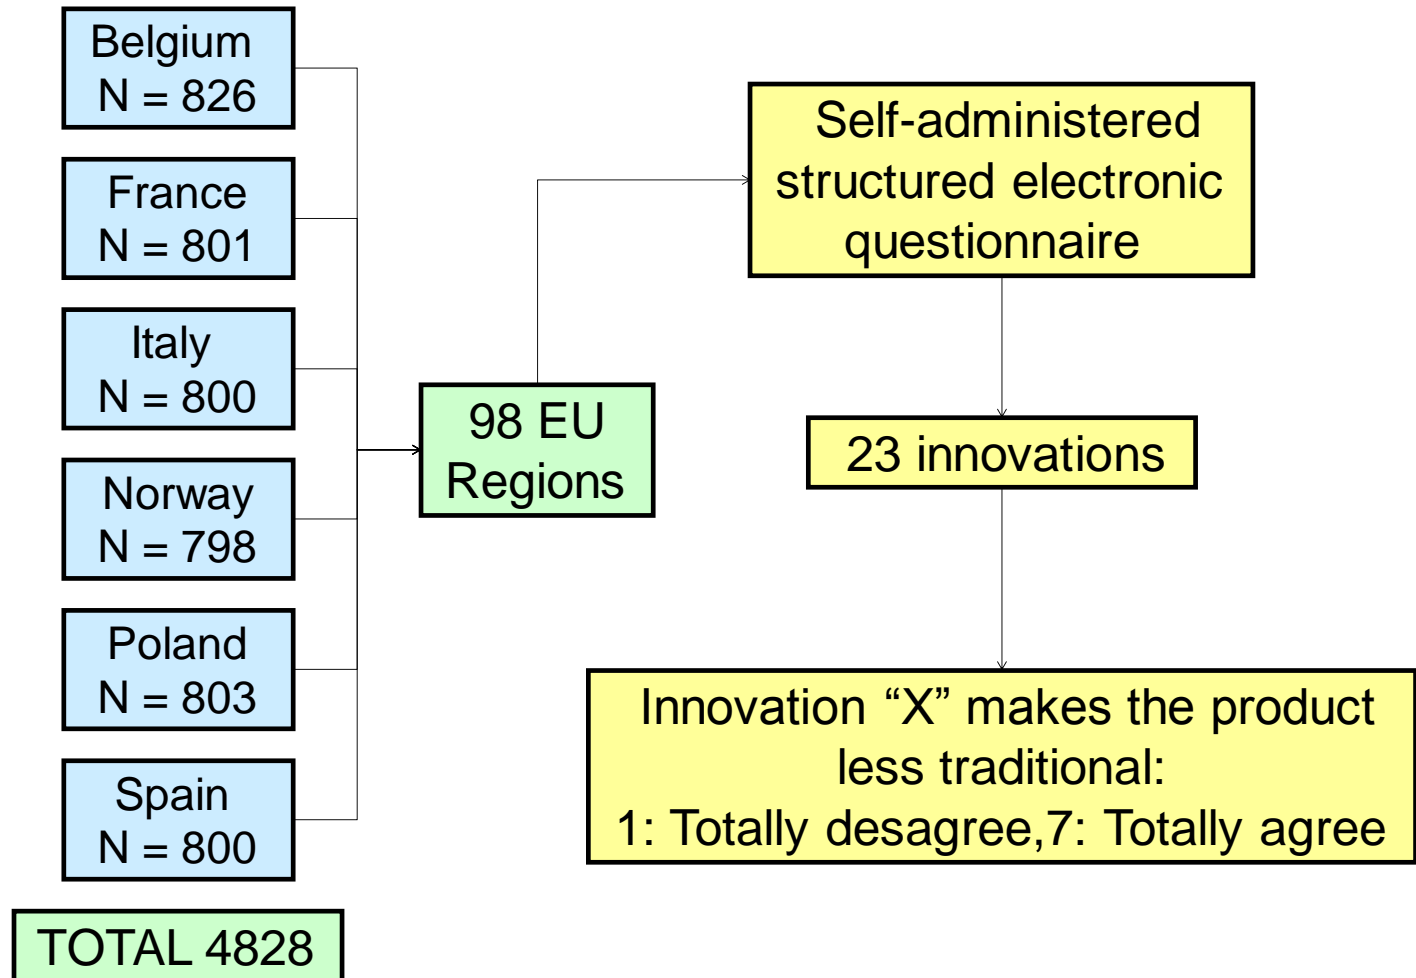 Belgium
N = 826
France
N = 801
Italy
N = 800
Norway
N = 798
Poland
N = 803
Spain
N = 800
TOTAL 4828
98 EU
Regions
Self-administered
structured electronic
questionnaire
23 innovations
Innovation “X” makes the product
less traditional:
1: Totally desagree,7: Totally agree